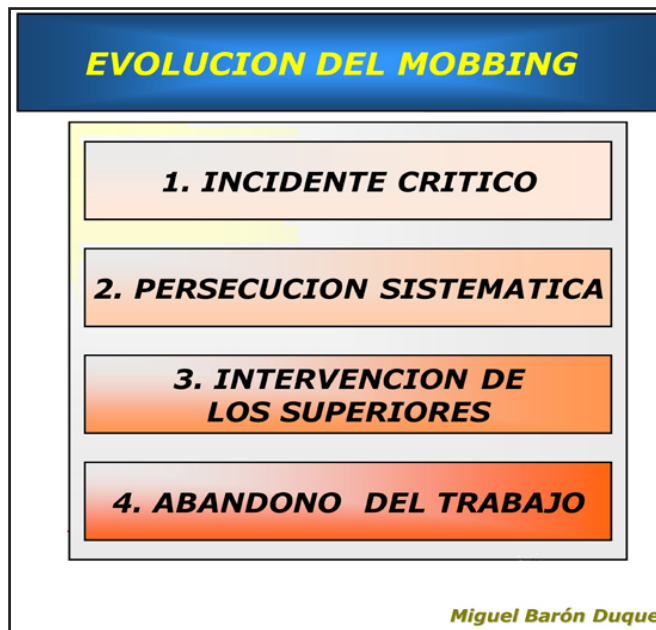 EVOLUCION DEL MOBBING
1. INCIDENTE CRITICO
2. PERSECUCION SISTEMATICA
3. INTERVENCION DE
LOS SUPERIORES
4. ABANDONO DEL TRABAJO
Miguel Barón Duque